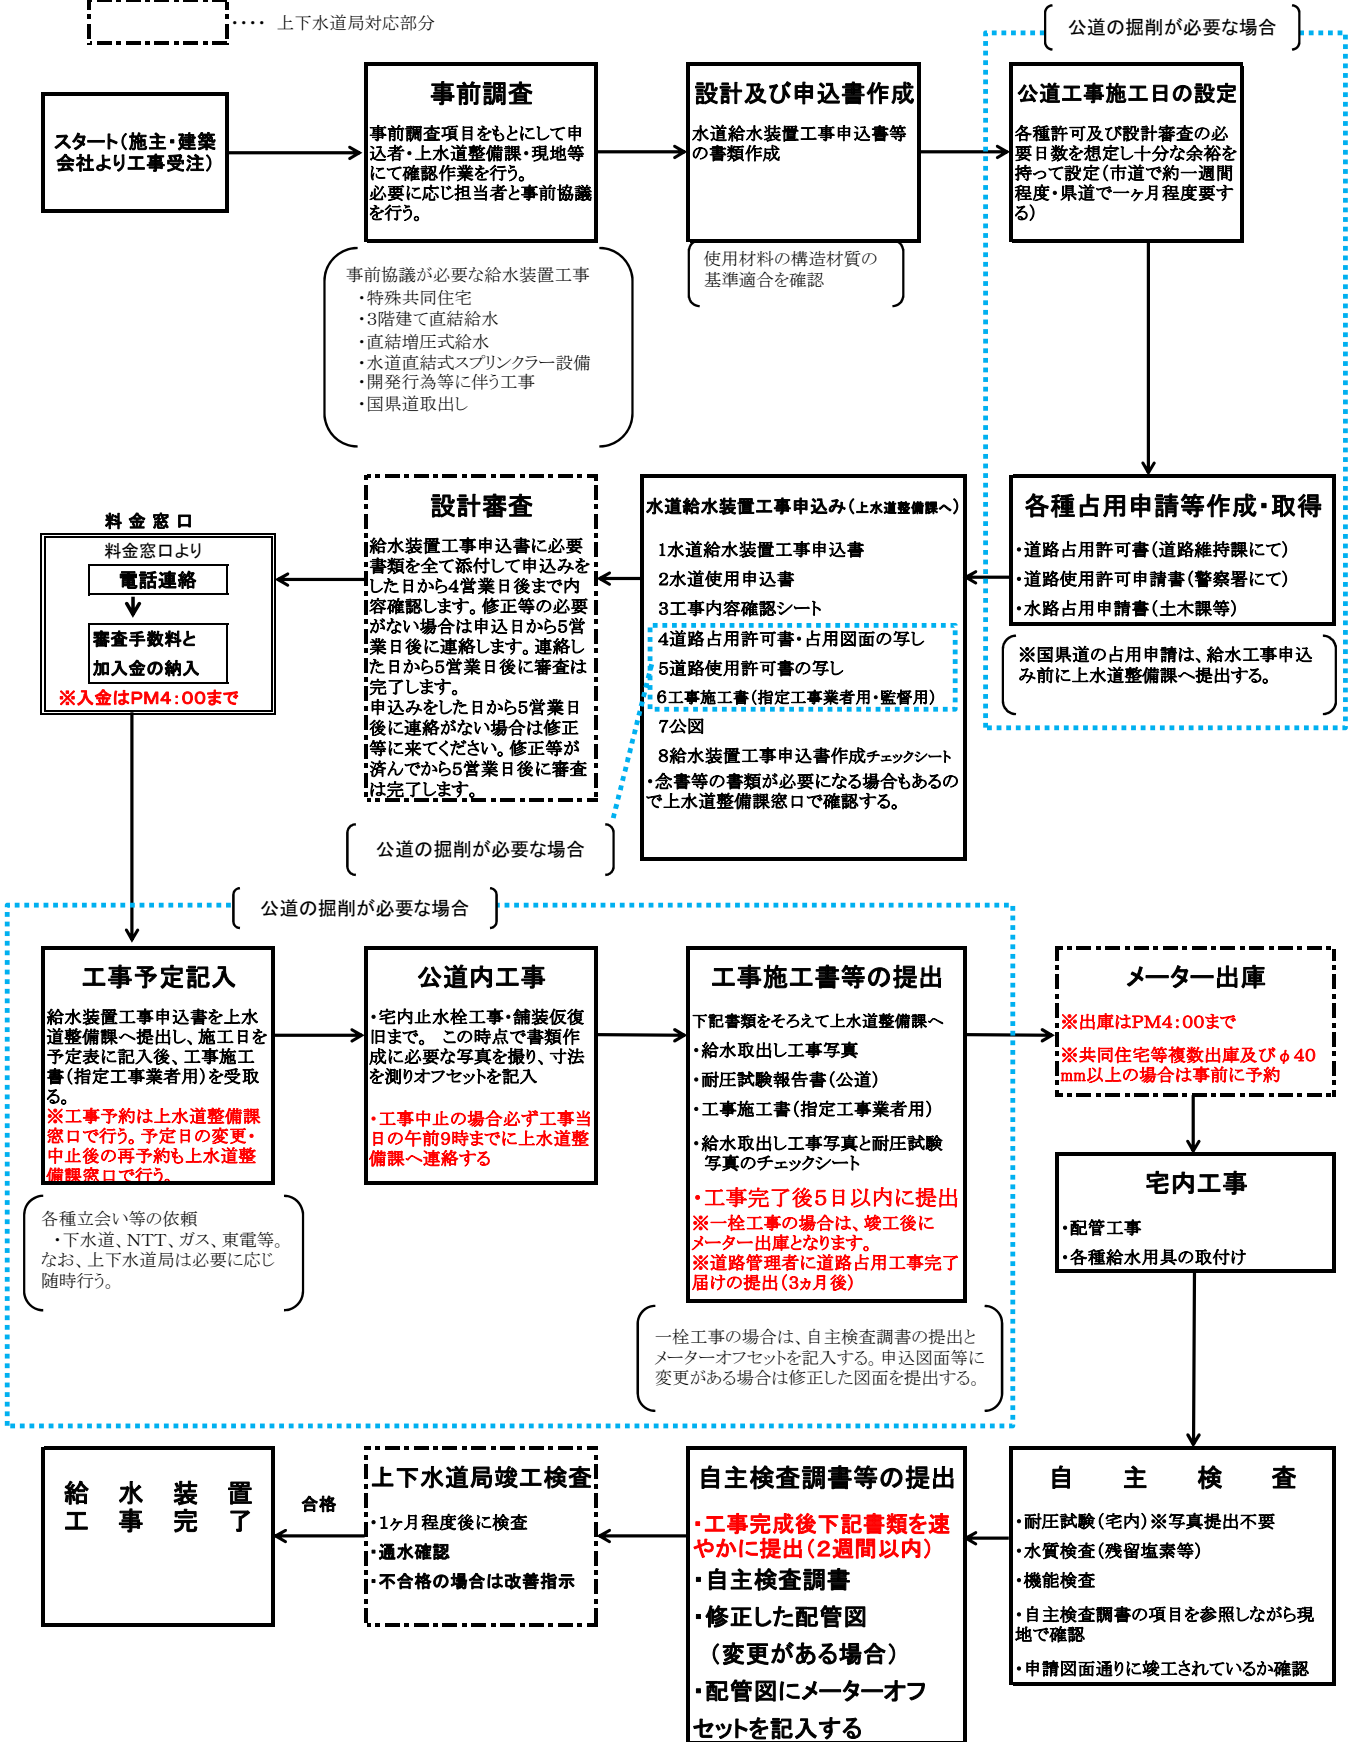 ‥‥ 上下水道局対応部分
公道の掘削が必要な場合
スタート（施主・建築
会社より工事受注）
事前調査
事前調査項目をもとにして申
込者・上水道整備課・現地等
にて確認作業を行う。
必要に応じ担当者と事前協議
を行う。
事前協議が必要な給水装置工事
・特殊共同住宅
・3階建て直結給水
・直結増圧式給水
・水道直結式スプリンクラー設備
・開発行為等に伴う工事
・国県道取出し
設計及び申込書作成
水道給水装置工事申込書等
の書類作成
使用材料の構造材質の
基準適合を確認
公道工事施工日の設定
各種許可及び設計審査の必
要日数を想定し十分な余裕を
持って設定（市道で約一週間
程度・県道で一ヶ月程度要す
る）
各種占用申請等作成・取得
・道路占用許可書（道路維持課にて）
・道路使用許可申請書（警察署にて）
・水路占用申請書（土木課等）
※国県道の占用申請は、給水工事申込
み前に上水道整備課へ提出する。
水道給水装置工事申込み（上水道整備課へ）
1水道給水装置工事申込書
2水道使用申込書
3工事内容確認シート
4道路占用許可書・占用図面の写し
5道路使用許可書の写し
6工事施工書（指定工事業者用・監督用）
7公図
8給水装置工事申込書作成チェックシート
・念書等の書類が必要になる場合もあるの
で上水道整備課窓口で確認する。
公道の掘削が必要な場合
設計審査
給水装置工事申込書に必要
書類を全て添付して申込みを
した日から4営業日後まで内
容確認します。修正等の必要
がない場合は申込日から5営
業日後に連絡します。連絡し
た日から5営業日後に審査は
完了します。
申込みをした日から5営業日
後に連絡がない場合は修正
等に来てください。修正等が
済んでから5営業日後に審査
は完了します。
料金窓口
料金窓口より
電話連絡
審査手数料と
加入金の納入
※入金はPM4：00まで
公道の掘削が必要な場合
工事予定記入
給水装置工事申込書を上水
道整備課へ提出し、施工日を
予定表に記入後、工事施工
書（指定工事業者用）を受取
る。
※工事予約は上水道整備課
窓口で行う。予定日の変更・
中止後の再予約も上水道整
備課窓口で行う。
各種立会い等の依頼
・下水道、NTT、ガス、東電等。
なお、上下水道局は必要に応じ
随時行う。
公道内工事
・宅内止水栓工事・舗装仮復
旧まで。 この時点で書類作
成に必要な写真を撮り、寸法
を測りオフセットを記入
・工事中止の場合必ず工事当
日の午前9時までに上水道整
備課へ連絡する
工事施工書等の提出
下記書類をそろえて上水道整備課へ
・給水取出し工事写真
・耐圧試験報告書（公道）
・工事施工書（指定工事業者用）
・給水取出し工事写真と耐圧試験
写真のチェックシート
・工事完了後5日以内に提出
※一栓工事の場合は、竣工後に
メーター出庫となります。
※道路管理者に道路占用工事完了
届けの提出（3ヵ月後）
一栓工事の場合は、自主検査調書の提出と
メーターオフセットを記入する。申込図面等に
変更がある場合は修正した図面を提出する。
メーター出庫
※出庫はPM4：00まで
※共同住宅等複数出庫及びφ40
mm以上の場合は事前に予約
宅内工事
・配管工事
・各種給水用具の取付け
自主検査
・耐圧試験（宅内）※写真提出不要
・水質検査（残留塩素等）
・機能検査
・自主検査調書の項目を参照しながら現
地で確認
・申請図面通りに竣工されているか確認
自主検査調書等の提出
・工事完成後下記書類を速
やかに提出（2週間以内）
・自主検査調書
・修正した配管図
（変更がある場合）
・配管図にメーターオフ
セットを記入する
上下水道局竣工検査
・1ヶ月程度後に検査
・通水確認
・不合格の場合は改善指示
合格
給水装置
工事完了